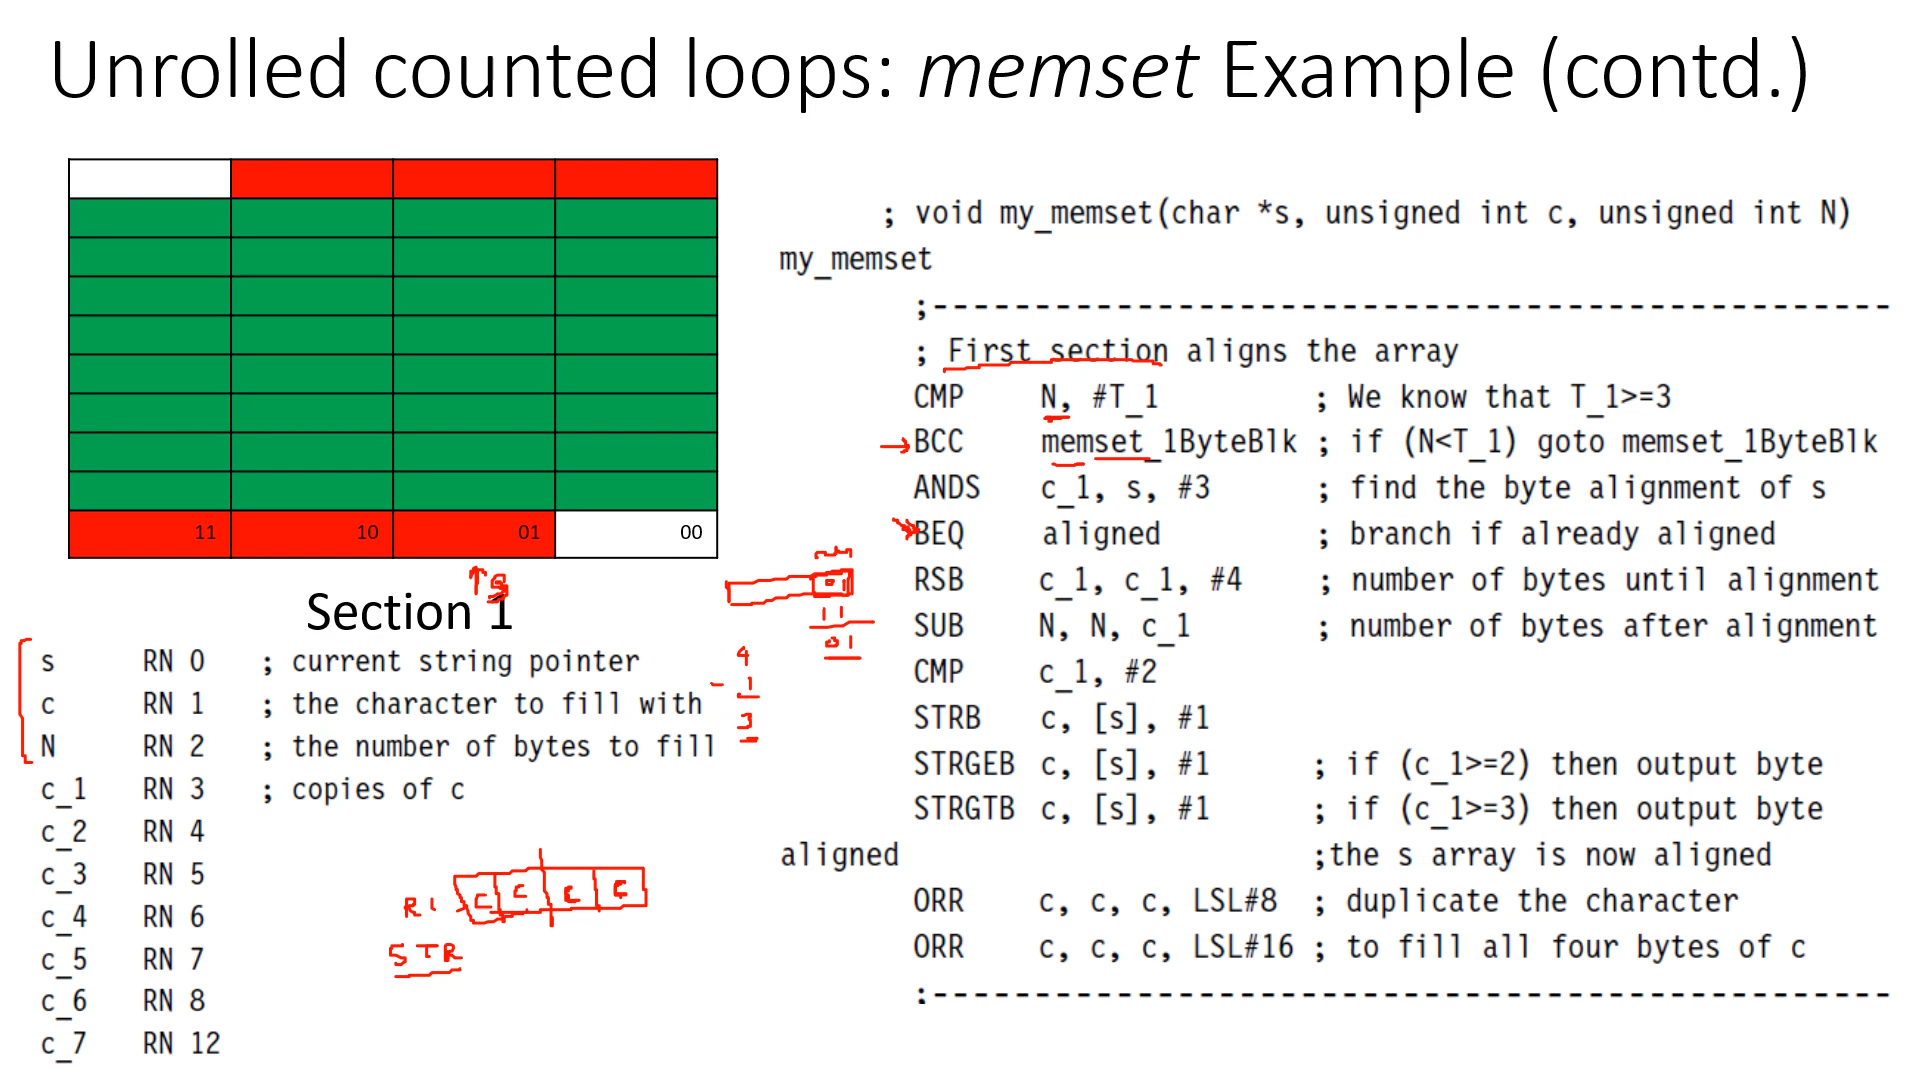 Unrolled counted loops: memset Example (contd.)
11 10 01 00
s
Section 1
s RN 0 ; current string pointer
c RN 1 ; the character to fill with
N RN 2 ; the number of bytes to fill
c_1 RN 3 ; copies of c
c_2 RN 4
c_3 RN 5
c_4 RN 6
c_5 RN 7
c_6 RN 8
c_7 RN 12
01
11
01
4
- 1
3
R1 C C C C
STR
; void my_memset(char *s, unsigned int c, unsigned int N)
my_memset
;-----------------------------------------------
; First section aligns the array
CMP N, #T_1 ; We know that T_1>=3
BCC memset_1ByteBlk ; if (N<T_1) goto memset_1ByteBlk
ANDS c_1, s, #3 ; find the byte alignment of s
BEQ aligned ; branch if already aligned
RSB c_1, c_1, #4 ; number of bytes until alignment
SUB N, N, c_1 ; number of bytes after alignment
CMP c_1, #2
STRB c, [s], #1
STRGEB c, [s], #1 ; if (c_1>=2) then output byte
STRGTB c, [s], #1 ; if (c_1>=3) then output byte
aligned ;the s array is now aligned
ORR c, c, c, LSL#8 ; duplicate the character
ORR c, c, c, LSL#16 ; to fill all four bytes of c
;-----------------------------------------------